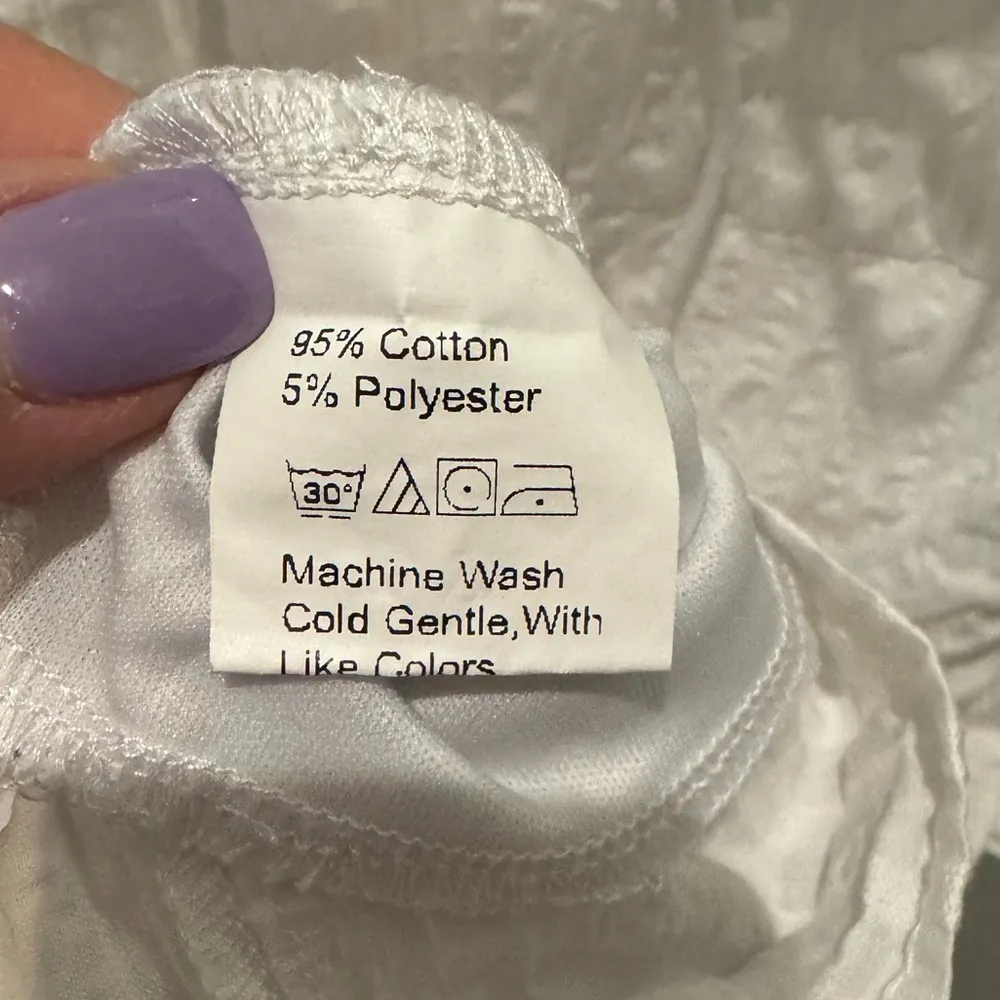 95% Cotton
5% Polyester
30°
Machine Wash
Cold Gentle,With
Like Colors